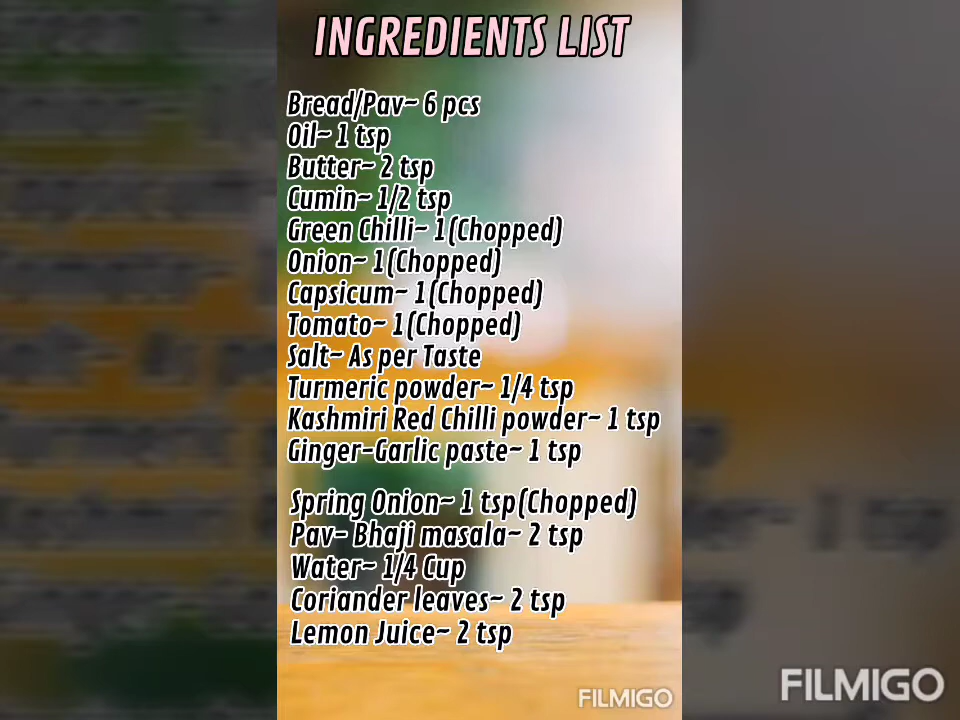 INGREDIENTS LIST
Bread/Pav~ 6 pcs
Oil~ 1 tsp
Butter~ 2 tsp
Cumin~ 1/2 tsp
Green Chilli~ 1(Chopped)
Onion~ 1(Chopped)
Capsicum~ 1(Chopped)
Tomato~ 1(Chopped)
Salt~ As per Taste
Turmeric powder~ 1/4 tsp
Kashmiri Red Chilli powder~ 1 tsp
Ginger-Garlic paste~ 1 tsp
Spring Onion~ 1 tsp(Chopped)
Pav- Bhaji masala~ 2 tsp
Water~ 1/4 Cup
Coriander leaves~ 2 tsp
Lemon Juice~ 2 tsp
FILMIGO
FILMIGO